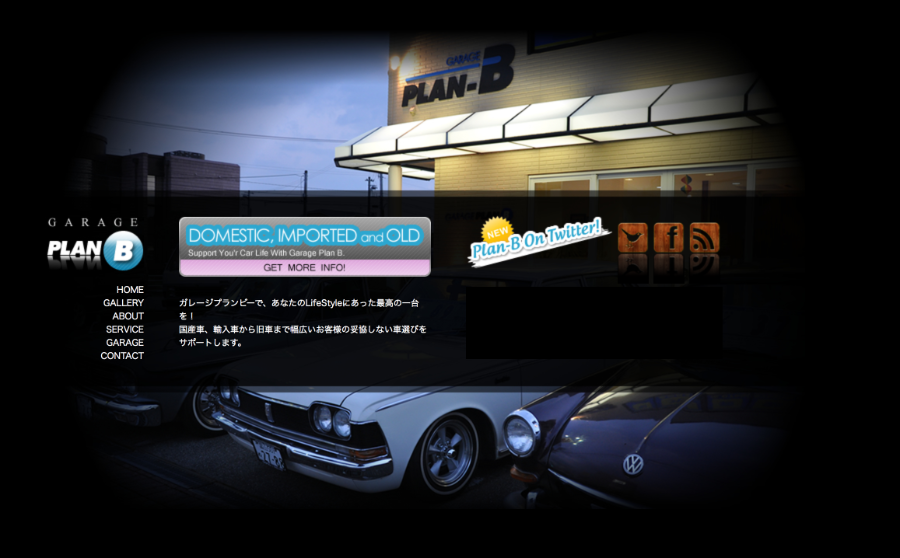 GARAGE
PLAN-B
GARAGE
PLAN B
HOME
GALLERY
ABOUT
SERVICE
GARAGE
CONTACT
DOMESTIC, IMPORTED and OLD
Support You'r Car Life With Garage Plan B.
GET MORE INFO!
ガレージプランビーで、あなたのLifeStyleにあった最高の一台
を！
国産車、輸入車から旧車まで幅広いお客様の妥協しない車選びを
サポートします。
NEW
Plan-B On Twitter!